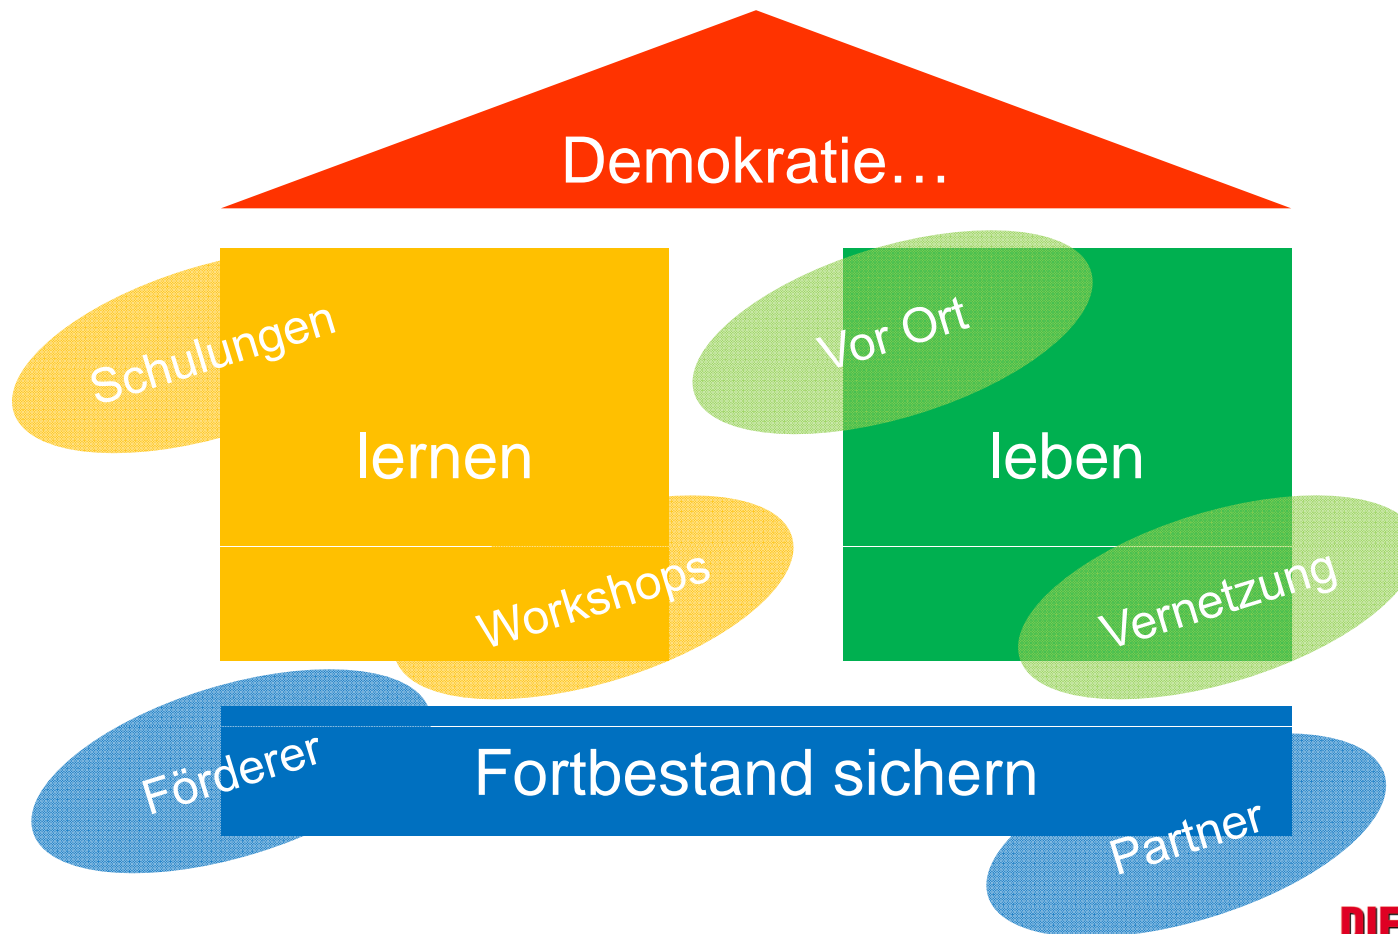 Demokratie…
Schulungen
Vor Ort
lernen
leben
Workshops
Vernetzung
Förderer
Fortbestand sichern
Partner